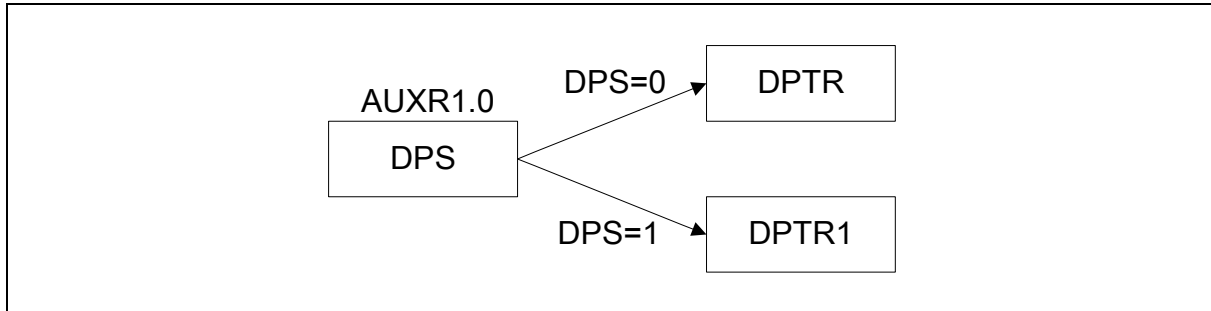 DPS=0
DPTR
AUXR1.0
DPS
DPS=1
DPTR1